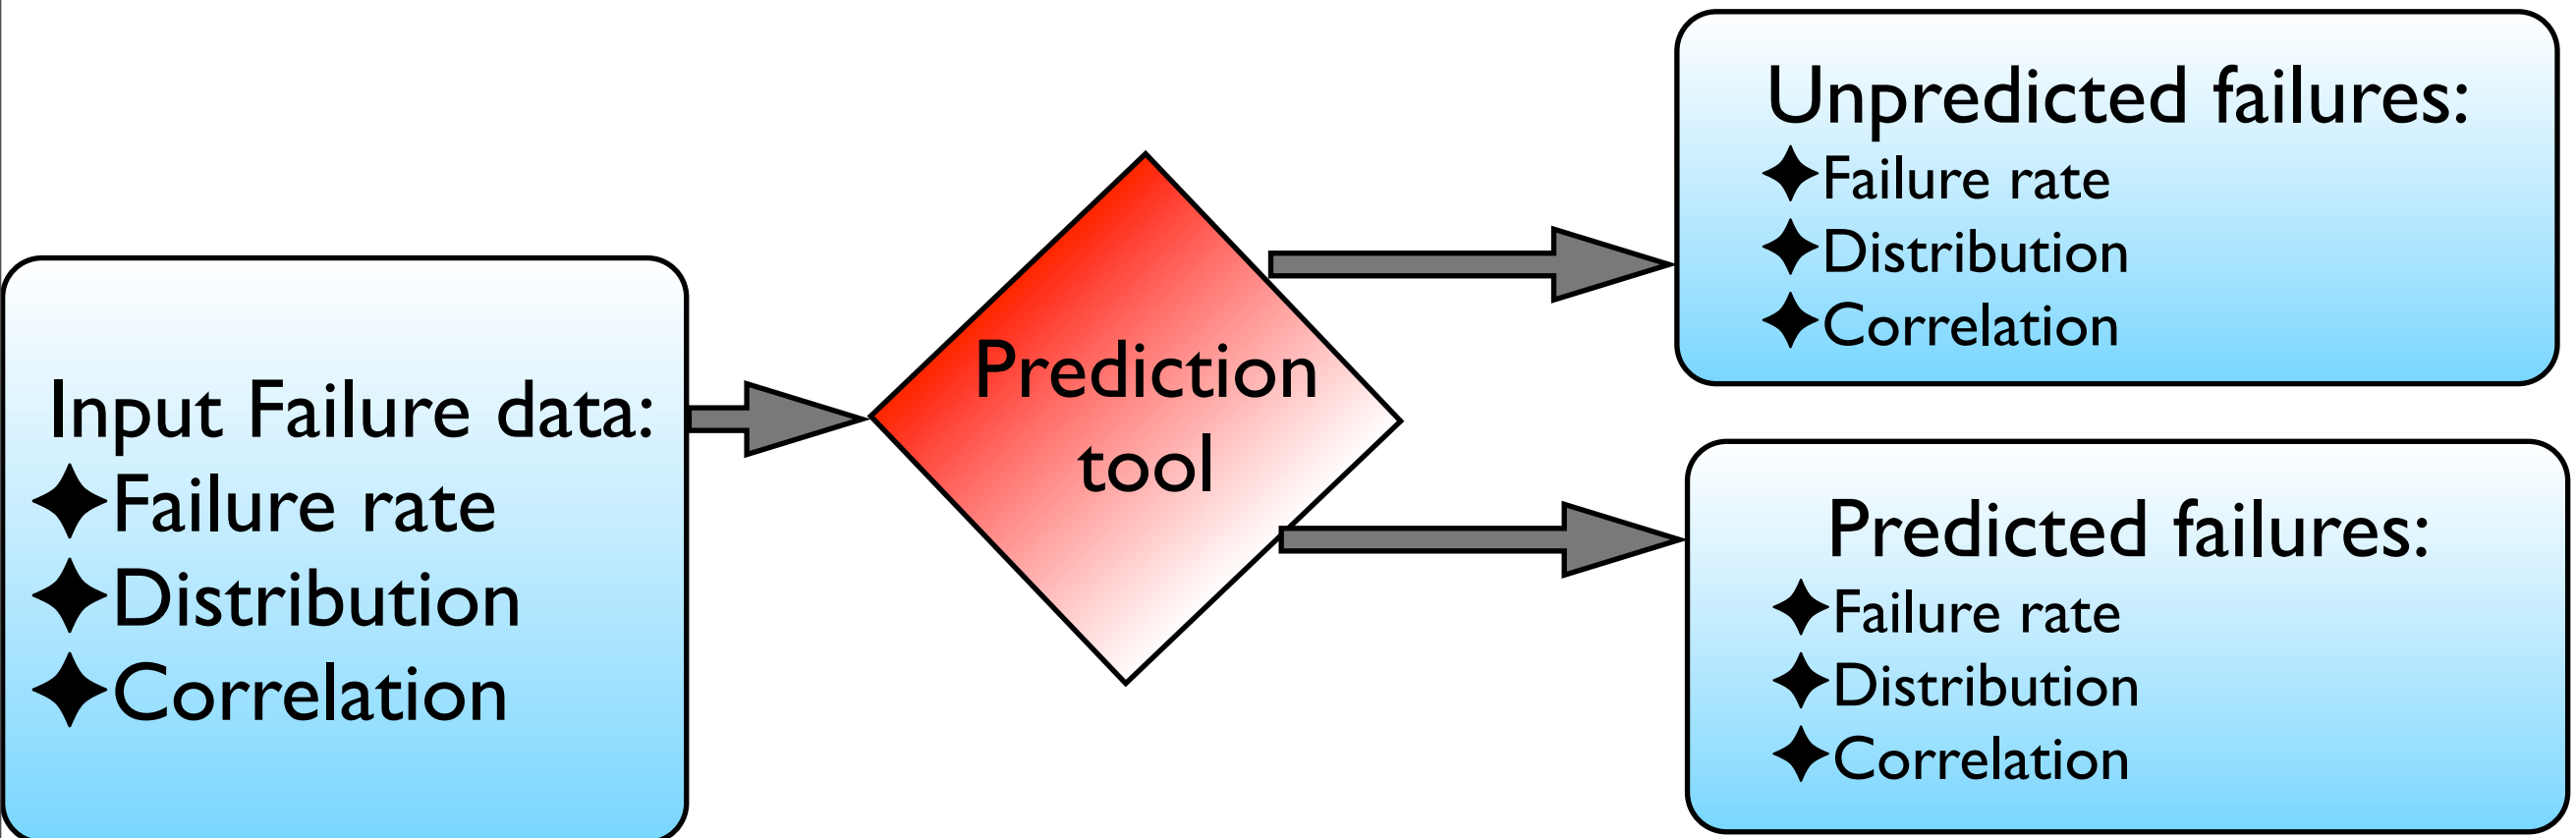 Input Failure data:
✦Failure rate
✦Distribution
✦Correlation
Prediction
tool
Unpredicted failures:
✦Failure rate
✦Distribution
✦Correlation
Predicted failures:
✦Failure rate
✦Distribution
✦Correlation